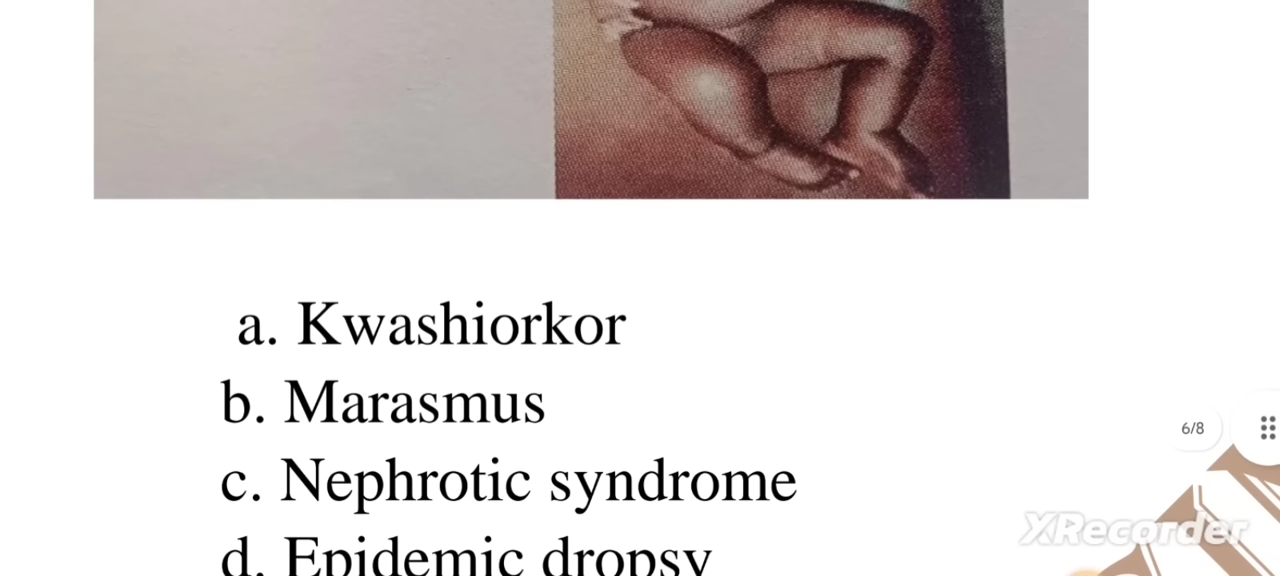 a. Kwashiorkor
b. Marasmus
6/8
c. Nephrotic syndrome
XRecorder
d. Epidemic dropsy